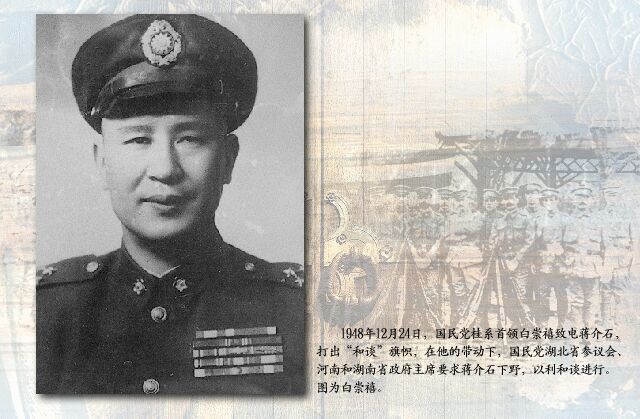 1948年12月24日，国民党桂系首领白崇禧致电蒋介石，
打出“和谈”旗帜，在他的带动下，国民党湖北省参议会、
河南和湖南省政府主席要求蒋介石下野，以利和谈进行。
图为白崇禧。